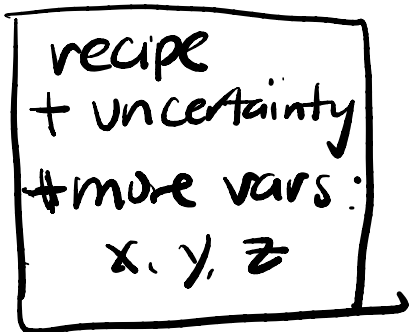 recipe
+ uncertainty
+ more vars:
x, y, z